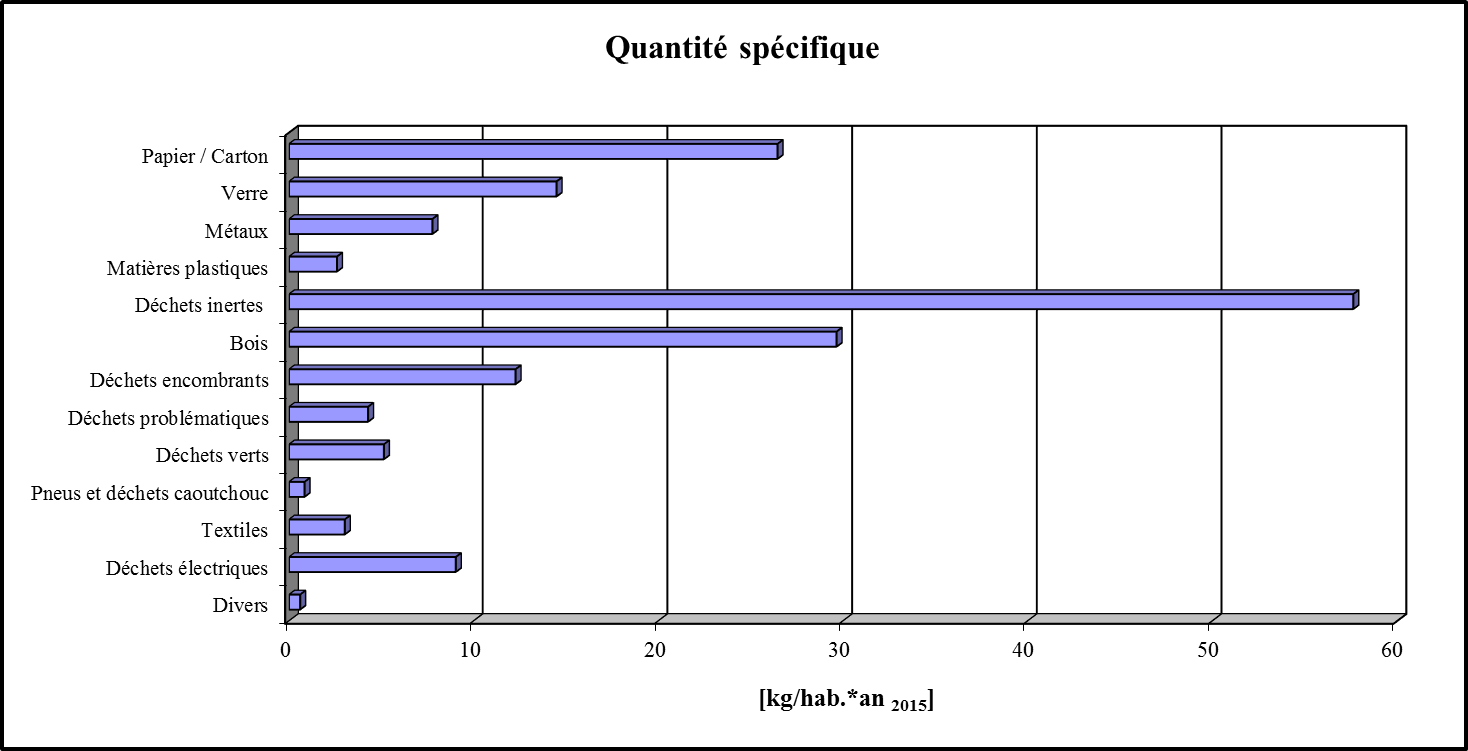 Quantité spécifique
Papier / Carton
Verre
Métaux
Matières plastiques
Déchets inertes
Bois
Déchets encombrants
Déchets problématiques
Déchets verts
Pneus et déchets caoutchouc
Textiles
Déchets électriques
Divers
0 10 20 30 40 50 60
[kg/hab.*an 2015]